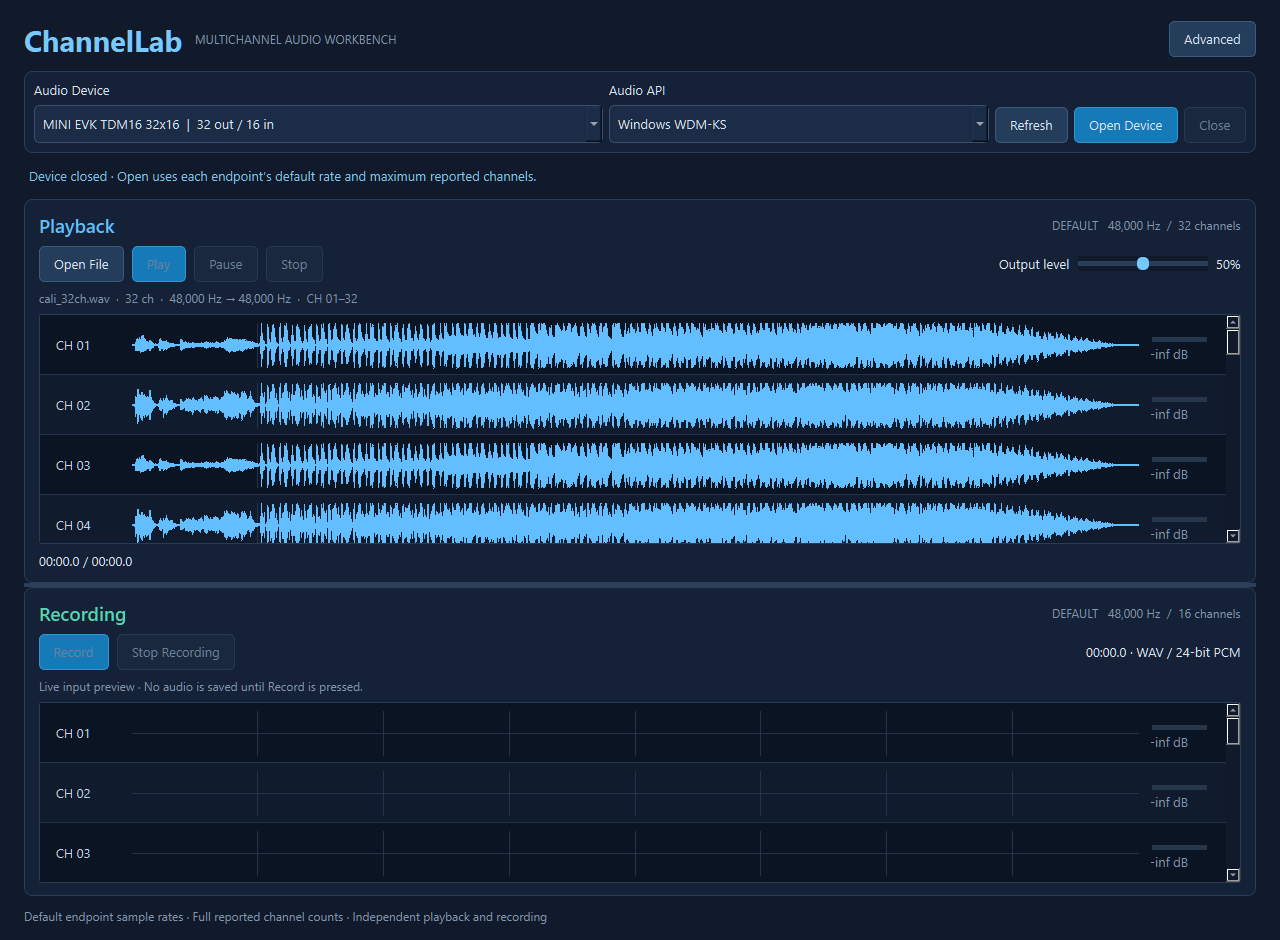 ChannelLab MULTICHANNEL AUDIO WORKBENCH Advanced
Audio Device Audio API
MINI EVK TDM16 32x16 | 32 out / 16 in Windows WDM-KS Refresh Open Device Close
Device closed · Open uses each endpoint's default rate and maximum reported channels.
Playback DEFAULT 48,000 Hz / 32 channels
Open File Play Pause Stop Output level 50%
cali_32ch.wav · 32 ch · 48,000 Hz → 48,000 Hz · CH 01–32
CH 01 -inf dB
CH 02 -inf dB
CH 03 -inf dB
CH 04 -inf dB
00:00.0 / 00:00.0
Recording DEFAULT 48,000 Hz / 16 channels
Record Stop Recording 00:00.0 · WAV / 24-bit PCM
Live input preview · No audio is saved until Record is pressed.
CH 01 -inf dB
CH 02 -inf dB
CH 03 -inf dB
Default endpoint sample rates · Full reported channel counts · Independent playback and recording